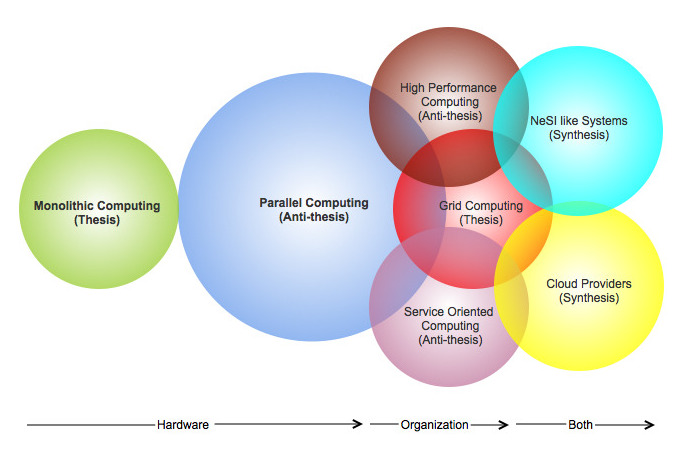 Monolithic Computing
(Thesis)
Parallel Computing
(Anti-thesis)
High Performance
Computing
(Anti-thesis)
NeSI like Systems
(Synthesis)
Grid Computing
(Thesis)
Service Oriented
Computing
(Anti-thesis)
Cloud Providers
(Synthesis)
Hardware
Organization
Both